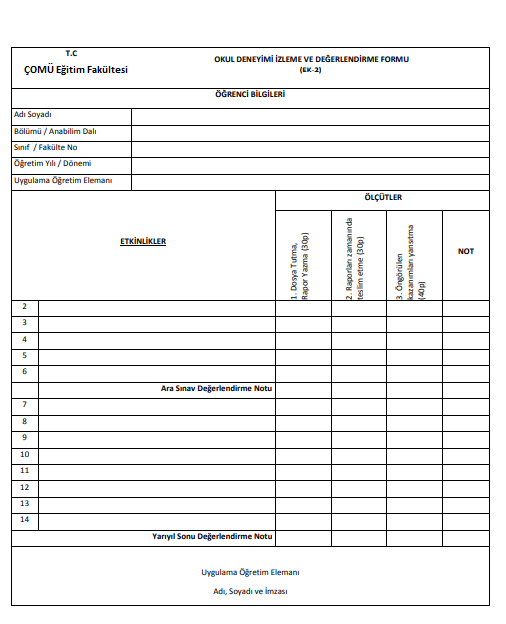 T.C
ÇOMÜ Eğitim Fakültesi
OKUL DENEYİMİ İZLEME VE DEĞERLENDİRME FORMU
(EK-2)
ÖĞRENCİ BİLGİLERİ
Adı Soyadı
Bölümü / Anabilim Dalı
Sınıf / Fakülte No
Öğretim Yılı / Dönemi
Uygulama Öğretim Elemanı
ETKİNLİKLER
ÖLÇÜTLER
1. Dosya Tutma,
Rapor Yazma (30p)
2. Raporları zamanında
teslim etme (30p)
3. Öngörülen
kazanımları yansıtma
(40p)
NOT
2
3
4
5
6
Ara Sınav Değerlendirme Notu
7
8
9
10
11
12
13
14
Yarıyıl Sonu Değerlendirme Notu
Uygulama Öğretim Elemanı
Adı, Soyadı ve İmzası